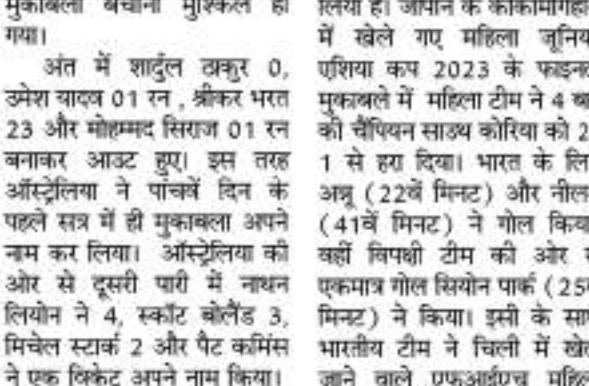 मुकाबला बचाना मुश्किल हो
गया।
अंत में शार्दुल ठाकुर 0,
उमेश यादव 01 रन , श्रीकर भरत
23 और मोहम्मद सिराज 01 रन
बनाकर आउट हुए। इस तरह
ऑस्ट्रेलिया ने पांचवें दिन के
पहले सत्र में ही मुकाबला अपने
नाम कर लिया। ऑस्ट्रेलिया की
ओर से दूसरी पारी में नाथन
लियोन ने 4, स्कॉट बोलैंड 3,
मिचेल स्टार्क 2 और पैट कमिंस
ने एक विकेट अपने नाम किया।
लिया है। जापान के
में खेले गए महिला जूनिय
एशिया कप 2023 के फाइनल
मुकाबले में महिला टीम ने 4 बा
की चैंपियन साउथ कोरिया को 2
1 से हरा दिया। भारत के लि
अन्नू (22वें मिनट) और नील
(41वें मिनट) ने गोल किया
वहीं विपक्षी टीम की ओर स
एकमात्र गोल सियोन पार्क (25व
मिनट) ने किया। इसी के सा
भारतीय टीम ने चिली में खेल
जाने वाले एफआईएच महिल